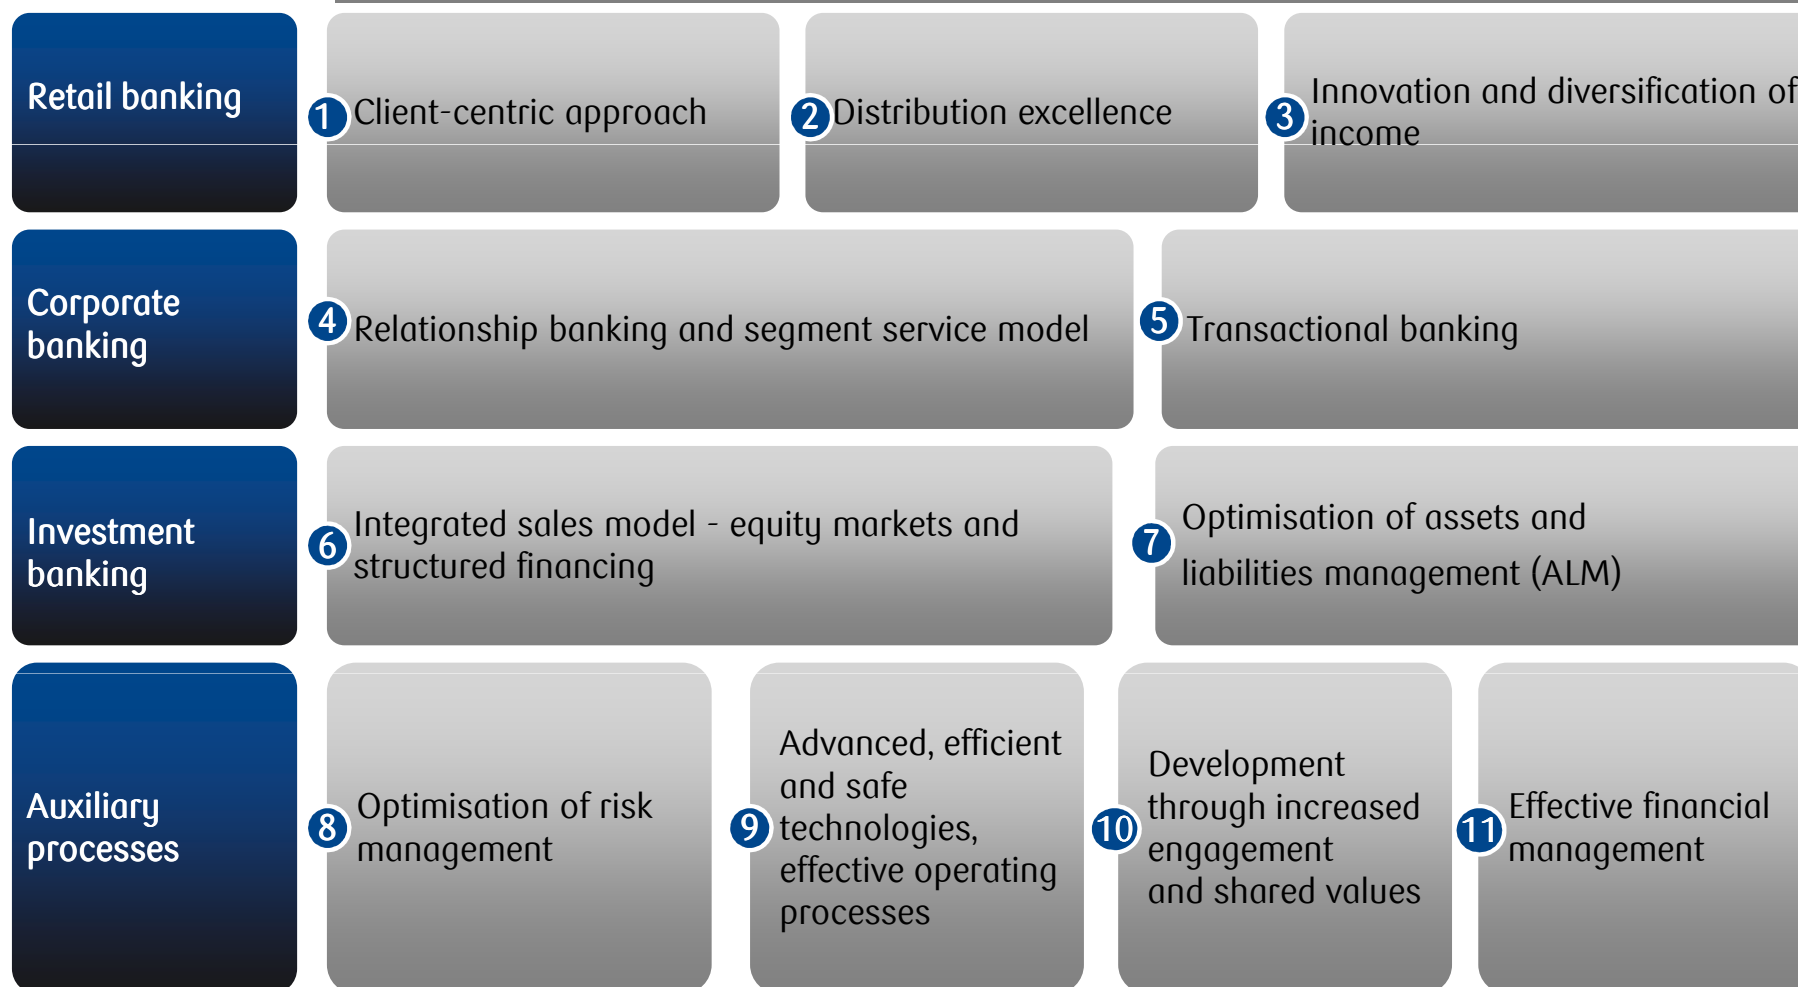 Retail banking
1
Client-centric approach
2
Distribution excellence
3
Innovation and diversification of
income
Corporate
banking
4
Relationship banking and segment service model
5
Transactional banking
Investment
banking
6
Integrated sales model - equity markets and
structured financing
7
Optimisation of assets and
liabilities management (ALM)
Auxiliary
processes
8
Optimisation of risk
management
9
Advanced, efficient
and safe
technologies,
effective operating
processes
10
Development
through increased
engagement
and shared values
11
Effective financial
management